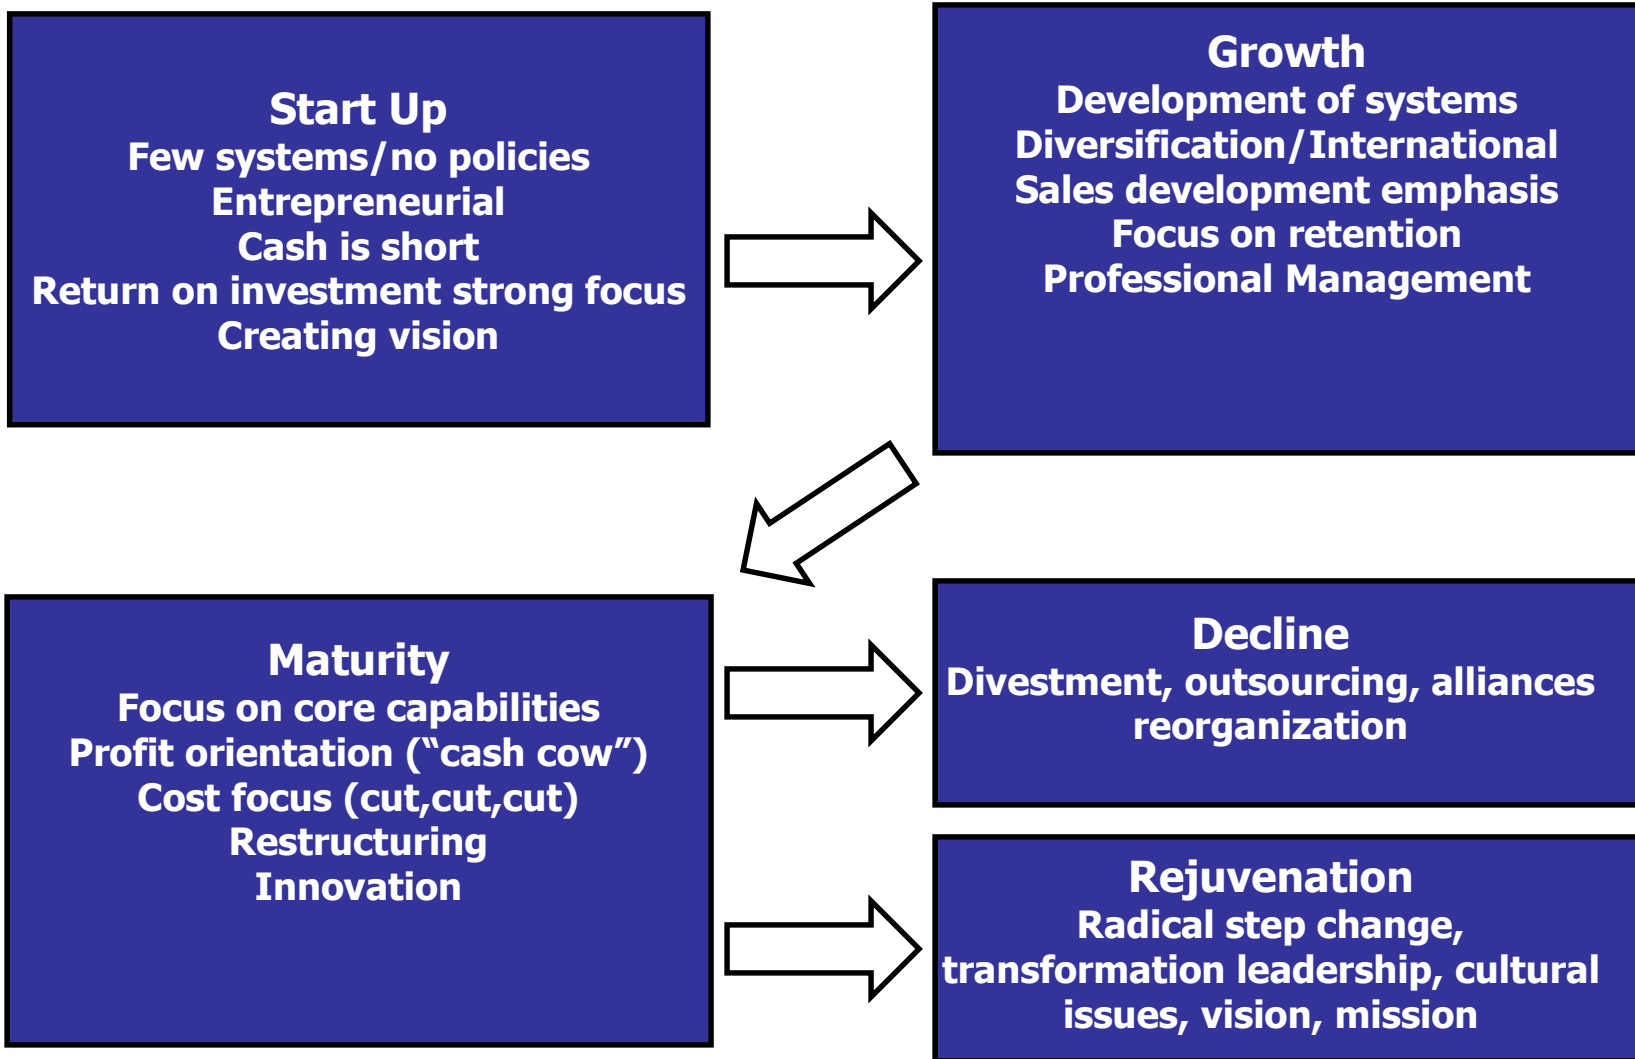 Start Up
Few systems/no policies
Entrepreneurial
Cash is short
Return on investment strong focus
Creating vision
Growth
Development of systems
Diversification/International
Sales development emphasis
Focus on retention
Professional Management
Maturity
Focus on core capabilities
Profit orientation (“cash cow”)
Cost focus (cut,cut,cut)
Restructuring
Innovation
Decline
Divestment, outsourcing, alliances
reorganization
Rejuvenation
Radical step change,
transformation leadership, cultural
issues, vision, mission